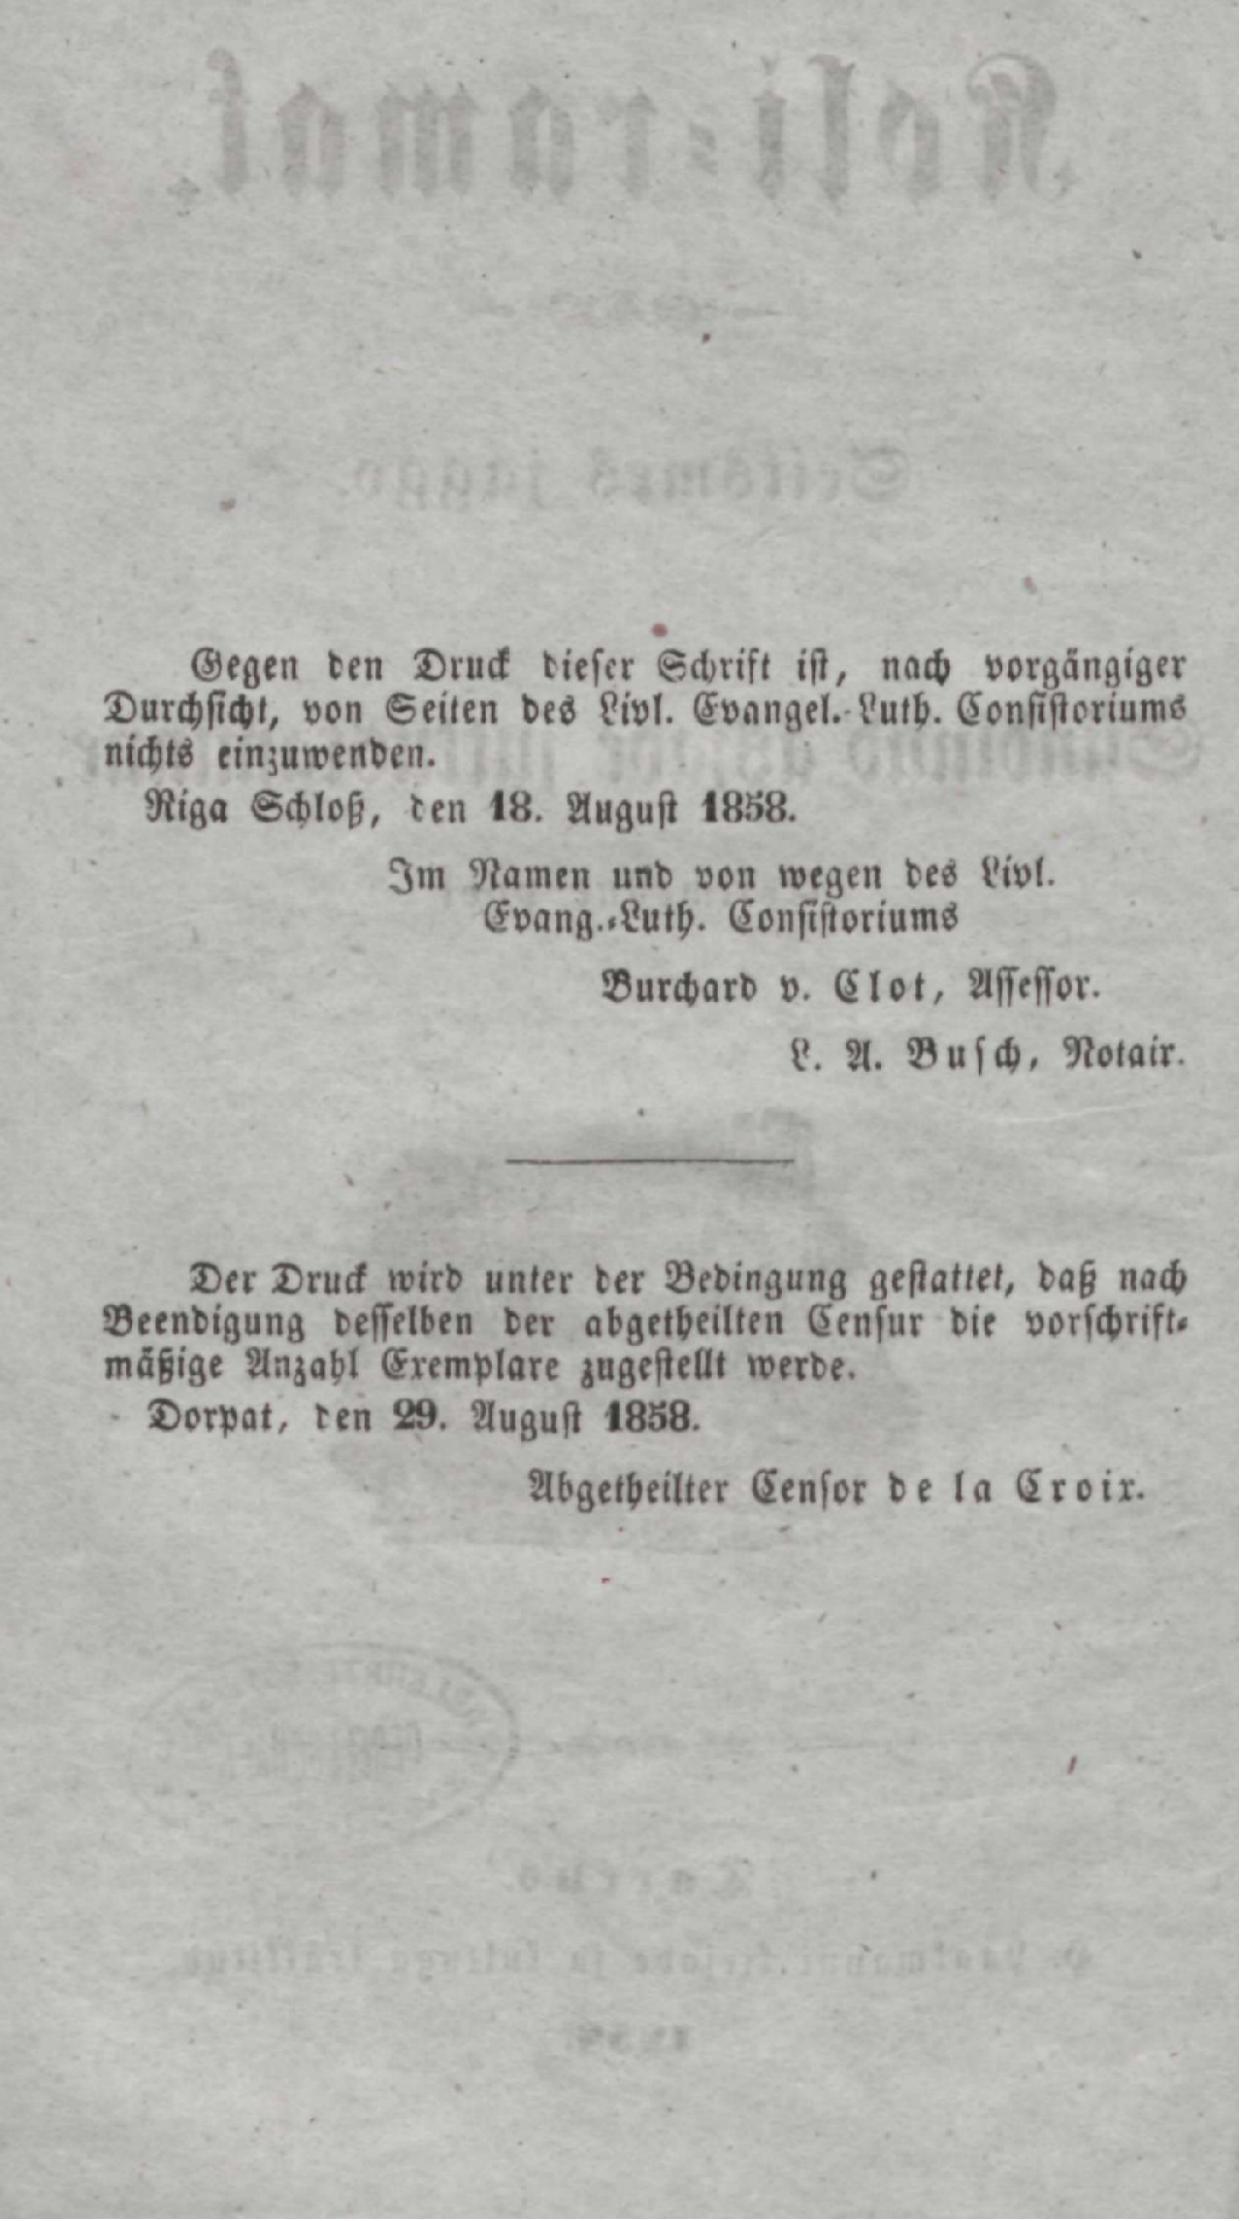 Gegen den Druck dieser Schrift ist, nach vorgängiger
Durchsicht, von Seiten des Livl. Evangel.-Luth. Consistoriums
nichts einzuwenden.
Riga Schloß, den 18. August 1858.
Im Namen und von wegen des Livl.
Evang.-Luth. Consistoriums
Burchard v. Clot, Assessor.
L. A. Busch, Notair.
Der Druck wird unter der Bedingung gestattet, daß nach
Beendigung desselben der abgetheilten Censur die vorschrift-
mäßige Anzahl Exemplare zugestellt werde.
Dorpat, den 29. August 1858.
Abgetheilter Censor de la Croix.